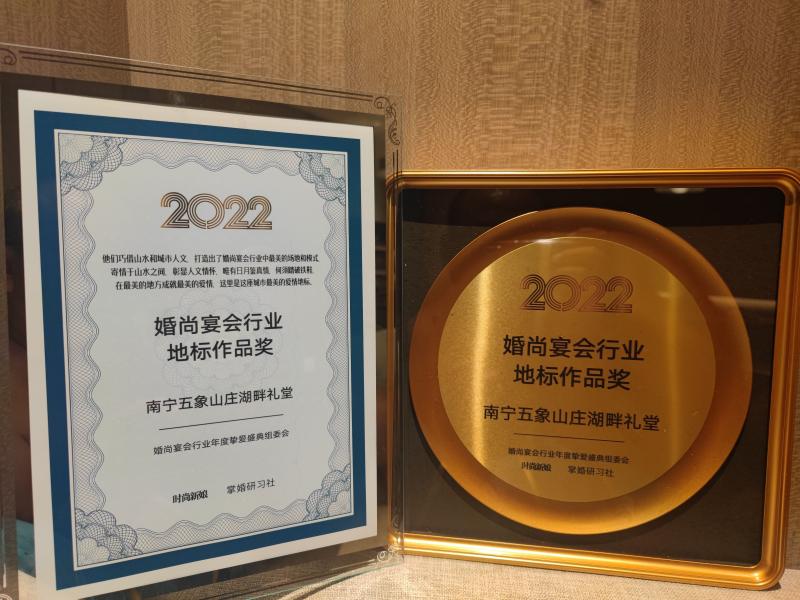 2022
他们巧借山水和城市人文，打造出了婚尚宴会行业中最美的场地和模式
寄情于山水之间，彰显人文情怀，唯有日月鉴真情，何须踏破铁鞋，
在最美的地方成就最美的爱情，这里是这座城市最美的爱情地标。
婚尚宴会行业
地标作品奖
南宁五象山庄湖畔礼堂
婚尚宴会行业年度挚爱盛典组委会
时尚新娘 掌婚研习社
2022
婚尚宴会行业
地标作品奖
南宁五象山庄湖畔礼堂
婚尚宴会行业年度挚爱盛典组委会
时尚新娘 掌婚研习社